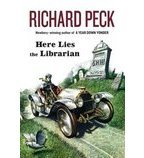 RICHARD PECK
Newbery-winning author of A YEAR DOWN YONDER
Here Lies
the Librarian